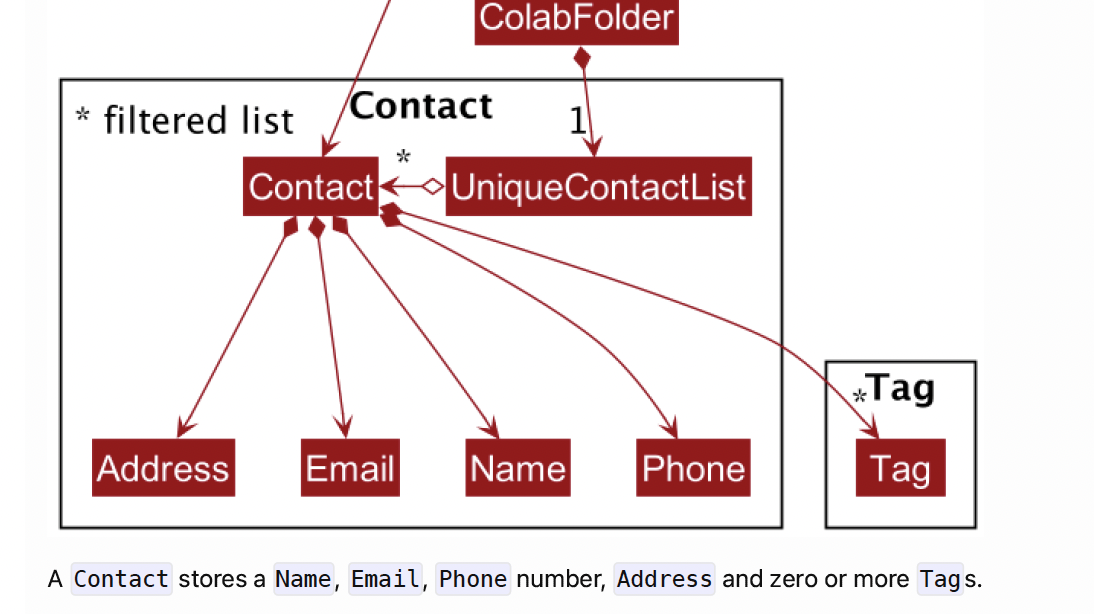 ColabFolder
Contact
* filtered list
1
*
Contact
UniqueContactList
*
Tag
Address
Email
Name
Phone
Tag
A Contact stores a Name, Email, Phone number, Address and zero or more Tags.